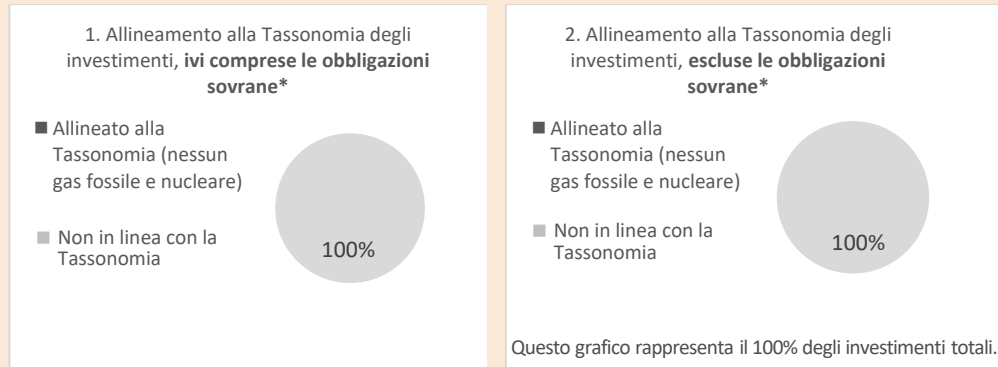 1. Allineamento alla Tassonomia degli
investimenti, ivi comprese le obbligazioni
sovrane*
Allineato alla
Tassonomia (nessun
gas fossile e nucleare)
Non in linea con la
Tassonomia
100%
2. Allineamento alla Tassonomia degli
investimenti, escluse le obbligazioni
sovrane*
Allineato alla
Tassonomia (nessun
gas fossile e nucleare)
Non in linea con la
Tassonomia
100%
Questo grafico rappresenta il 100% degli investimenti totali.